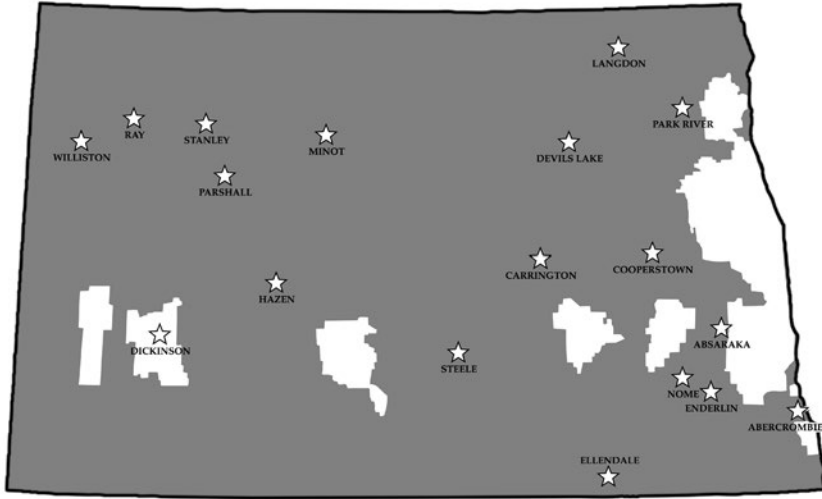 LANGDON
PARK RIVER
RAY
STANLEY
MINOT
DEVILS LAKE
WILLISTON
PARSHALL
CARRINGTON
COOPERSTOWN
HAZEN
DICKINSON
STEELE
ABSARAKA
NOME
ENDERLIN
ABERCROMBIE
ELLENDALE